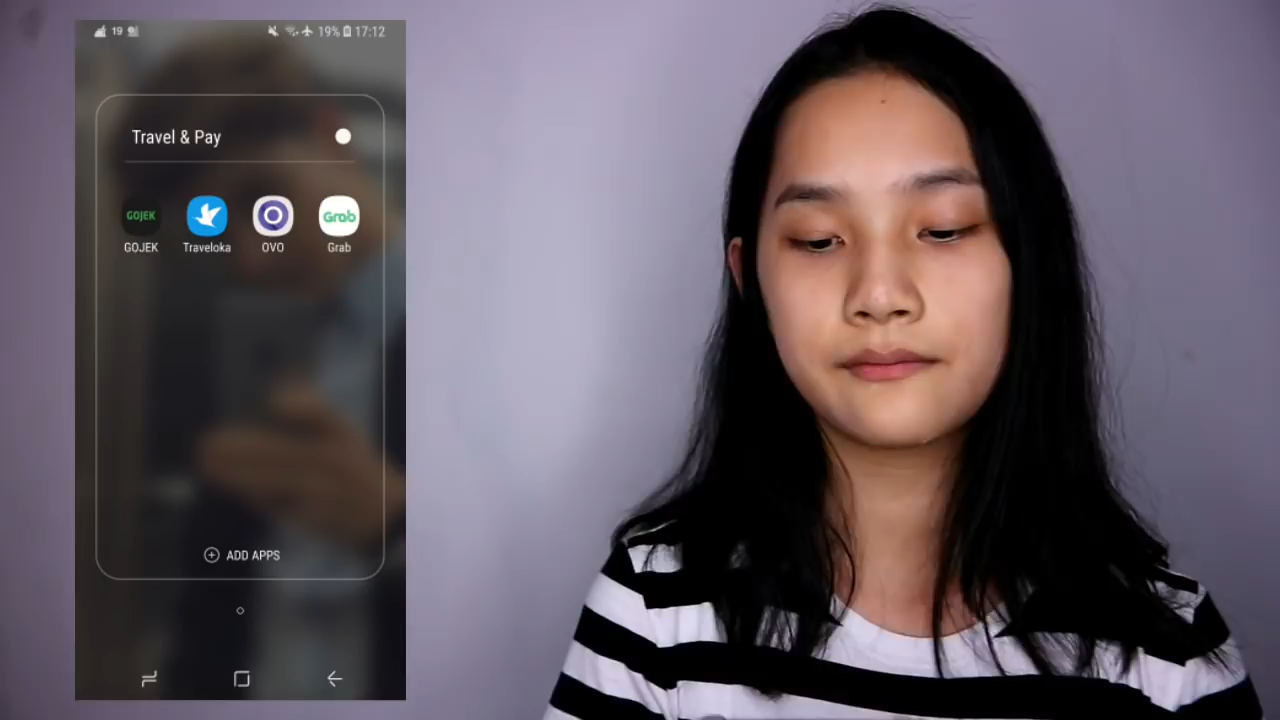 19 19% 17:12
Travel & Pay
GOJEK Grab
GOJEK Traveloka OVO Grab
ADD APPS